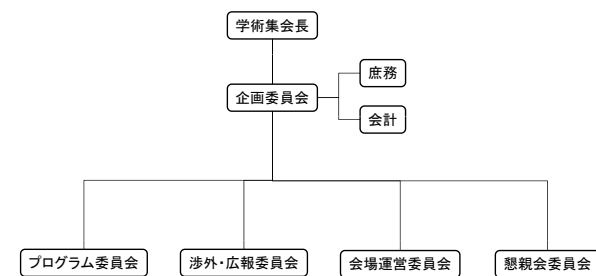 学術集会長
庶務
企画委員会
会計
プログラム委員会
渉外・広報委員会
会場運営委員会
懇親会委員会